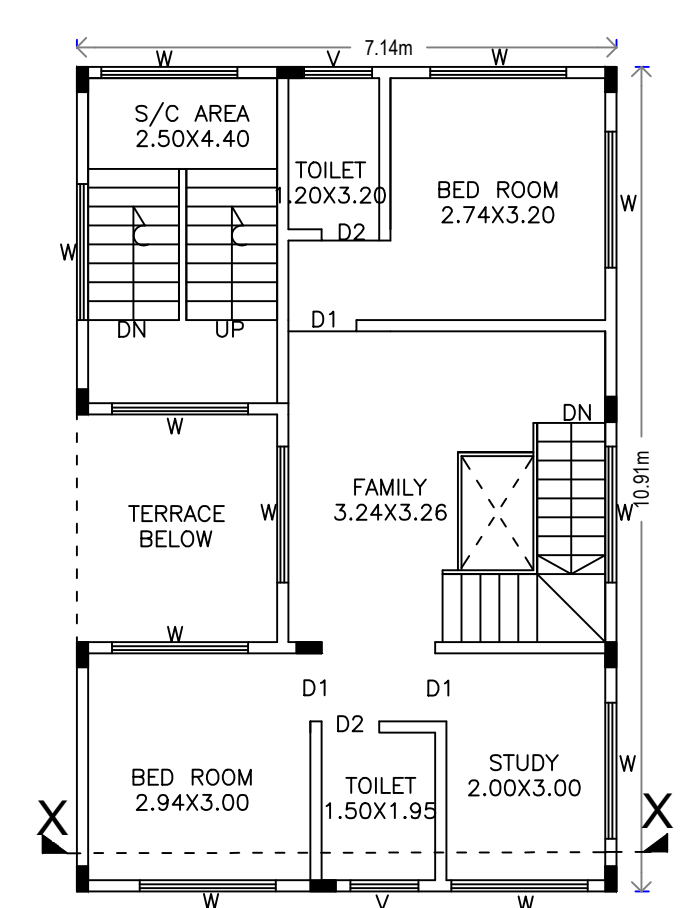 7.14m
W
V
W
S/C AREA
2.50X4.40
TOILET
1.20X3.20
BED ROOM
2.74X3.20
W
W
D2
D1
DN
UP
DN
W
FAMILY
3.24X3.26
10.91m
TERRACE
BELOW
W
W
W
D1
D1
D2
BED ROOM
2.94X3.00
TOILET
1.50X1.95
STUDY
2.00X3.00
W
X
X
W
V
W